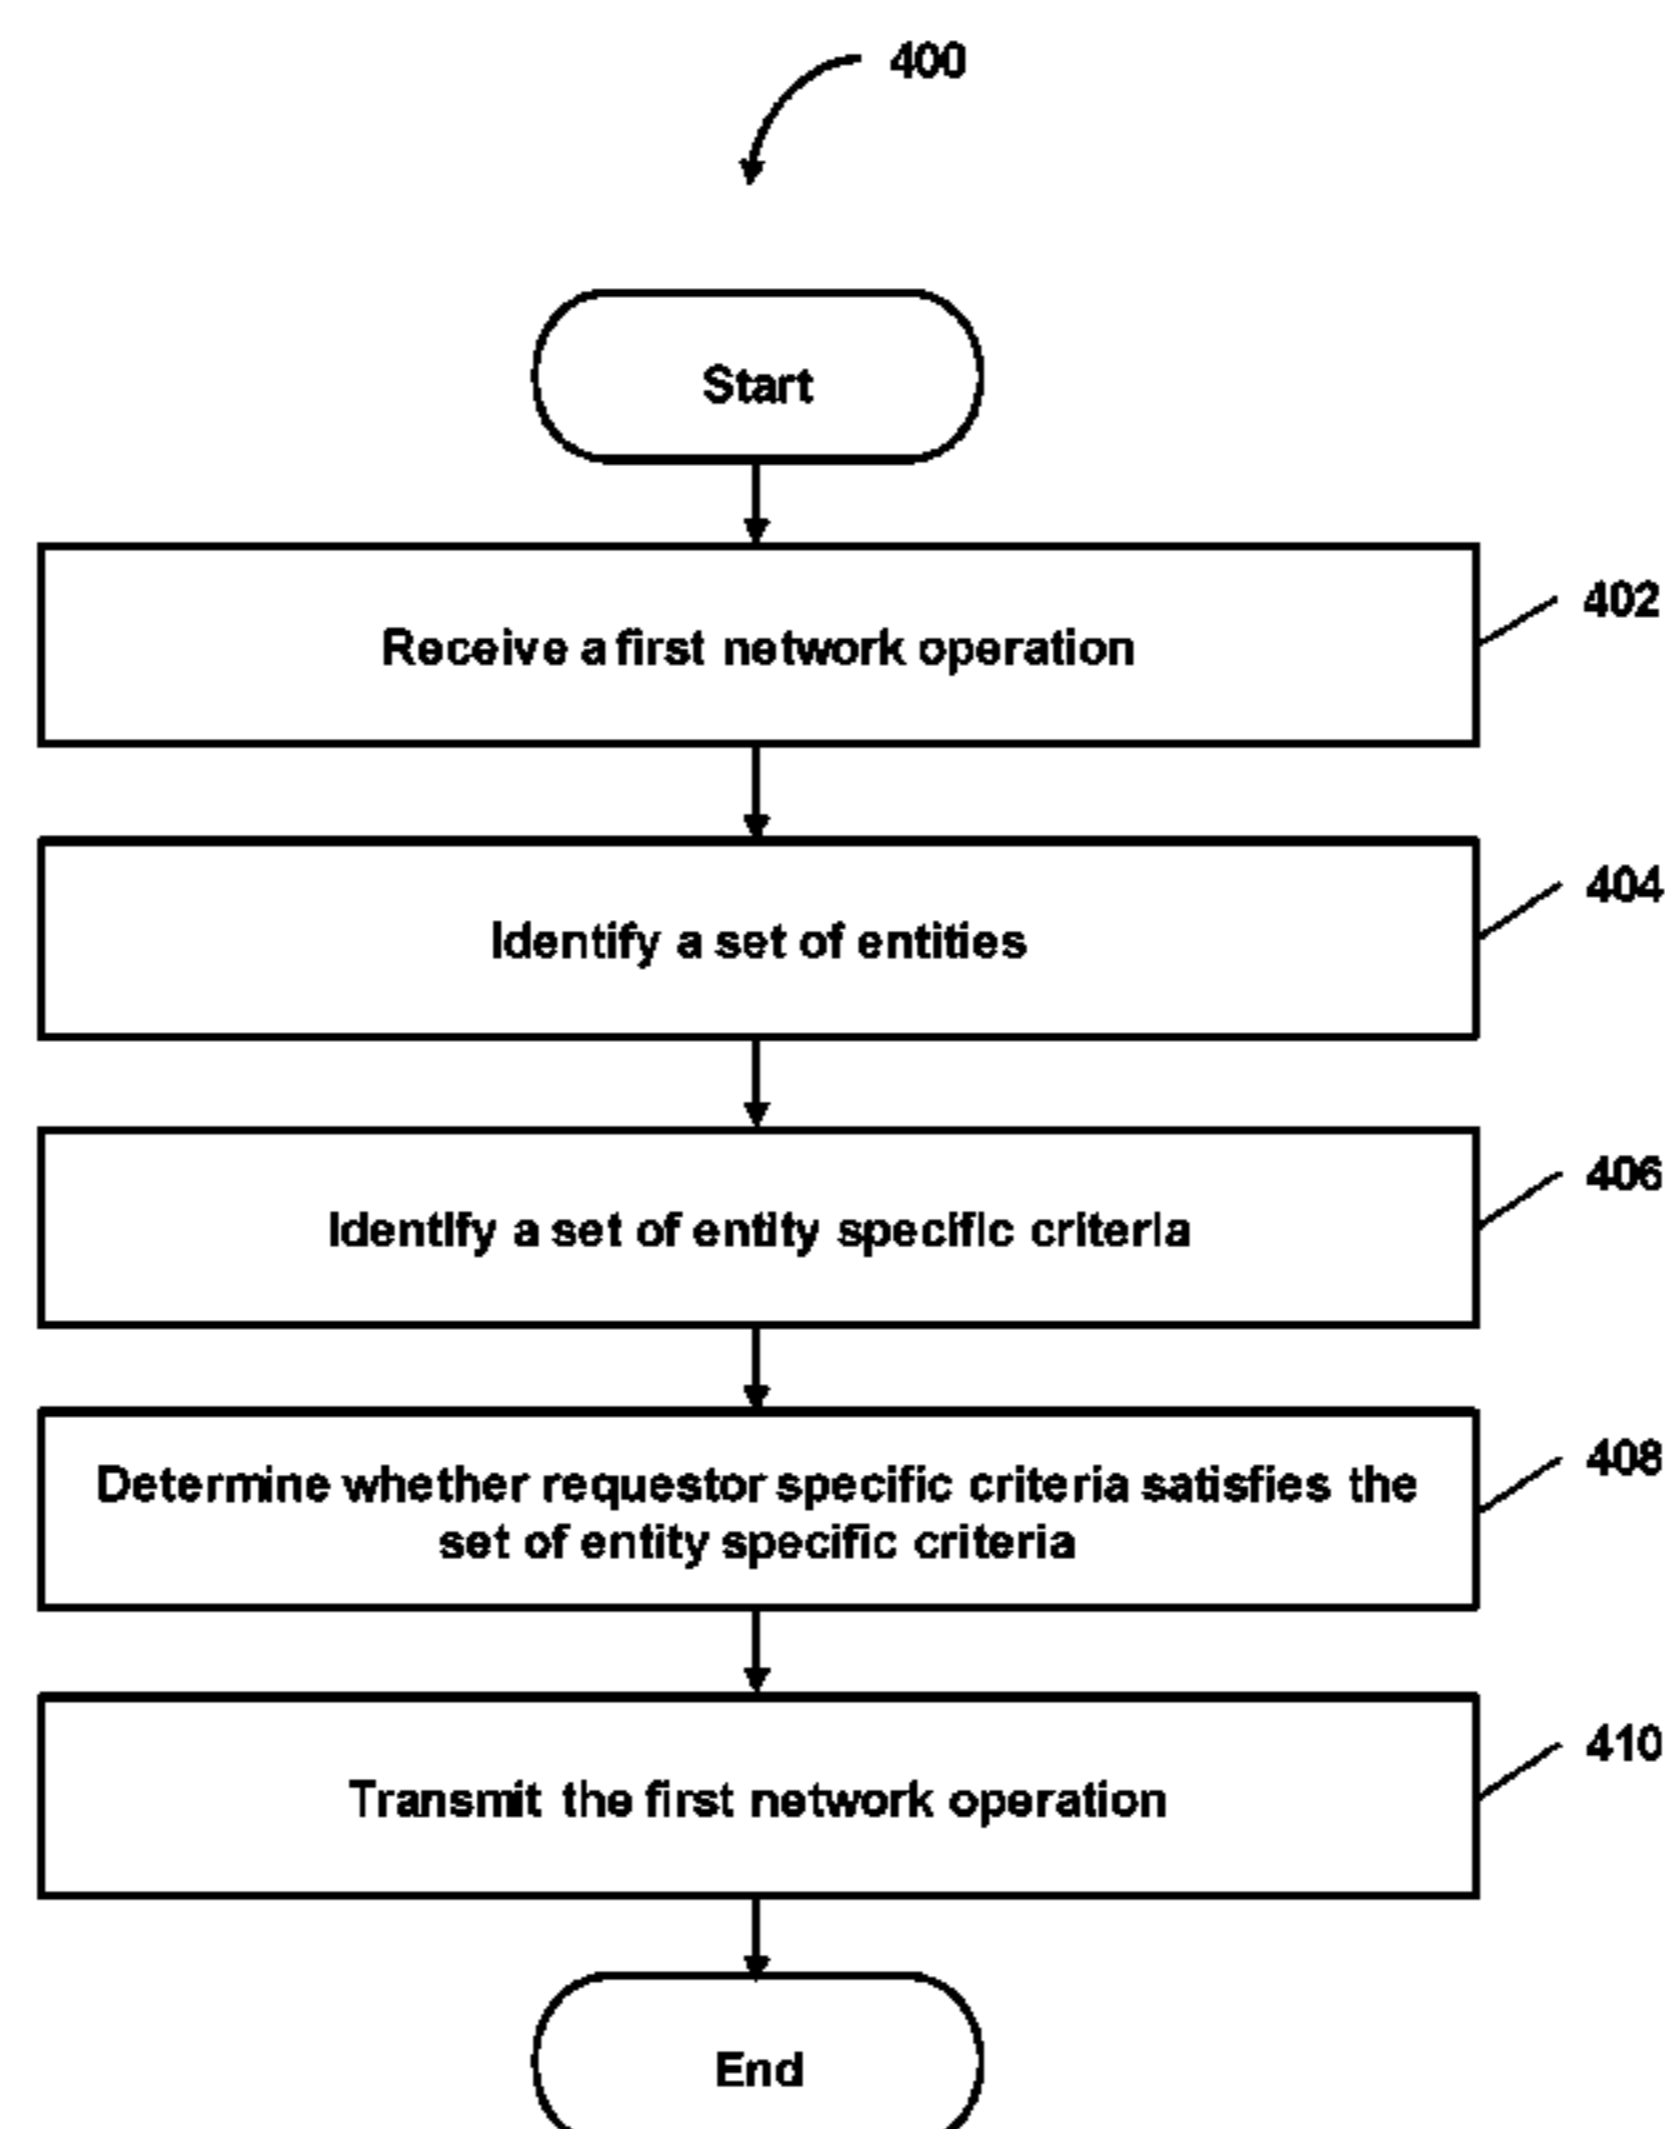 400
Start
Receive a first network operation
402
Identify a set of entities
404
Identify a set of entity specific criteria
406
Determine whether requestor specific criteria satisfies the
set of entity specific criteria
408
Transmit the first network operation
410
End